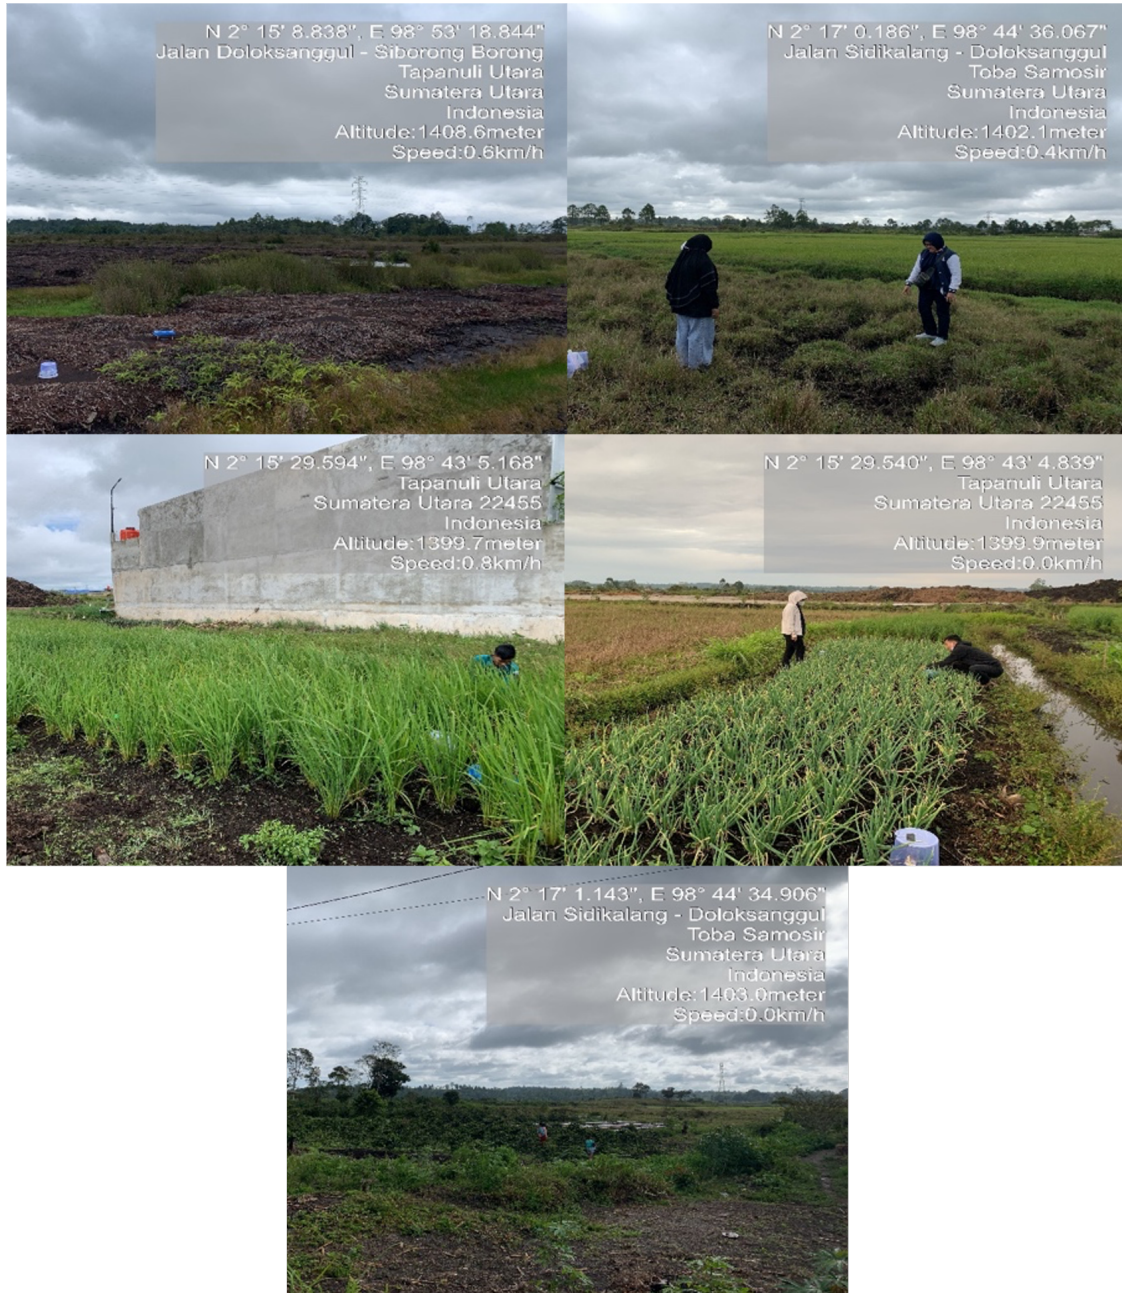 N 2° 15' 8.838", E 98° 53' 18.844"
Jalan Doloksanggul - Siborong Borong
Tapanuli Utara
Sumatera Utara
Indonesia
Altitude:1408.6meter
Speed:0.6km/h
N 2° 17' 0.186", E 98° 44' 36.067"
Jalan Sidikalang - Doloksanggul
Toba Samosir
Sumatera Utara
Indonesia
Altitude:1402.1meter
Speed:0.4km/h
N 2° 15' 29.594", E 98° 43' 5.168"
Tapanuli Utara
Sumatera Utara 22455
Indonesia
Altitude:1399.7meter
Speed:0.8km/h
N 2° 15' 29.540", E 98° 43' 4.839"
Tapanuli Utara
Sumatera Utara 22455
Indonesia
Altitude:1399.9meter
Speed:0.0km/h
N 2° 17' 1.143", E 98° 44' 34.906"
Jalan Sidikalang - Doloksanggul
Toba Samosir
Sumatera Utara
Indonesia
Altitude:1403.0meter
Speed:0.0km/h